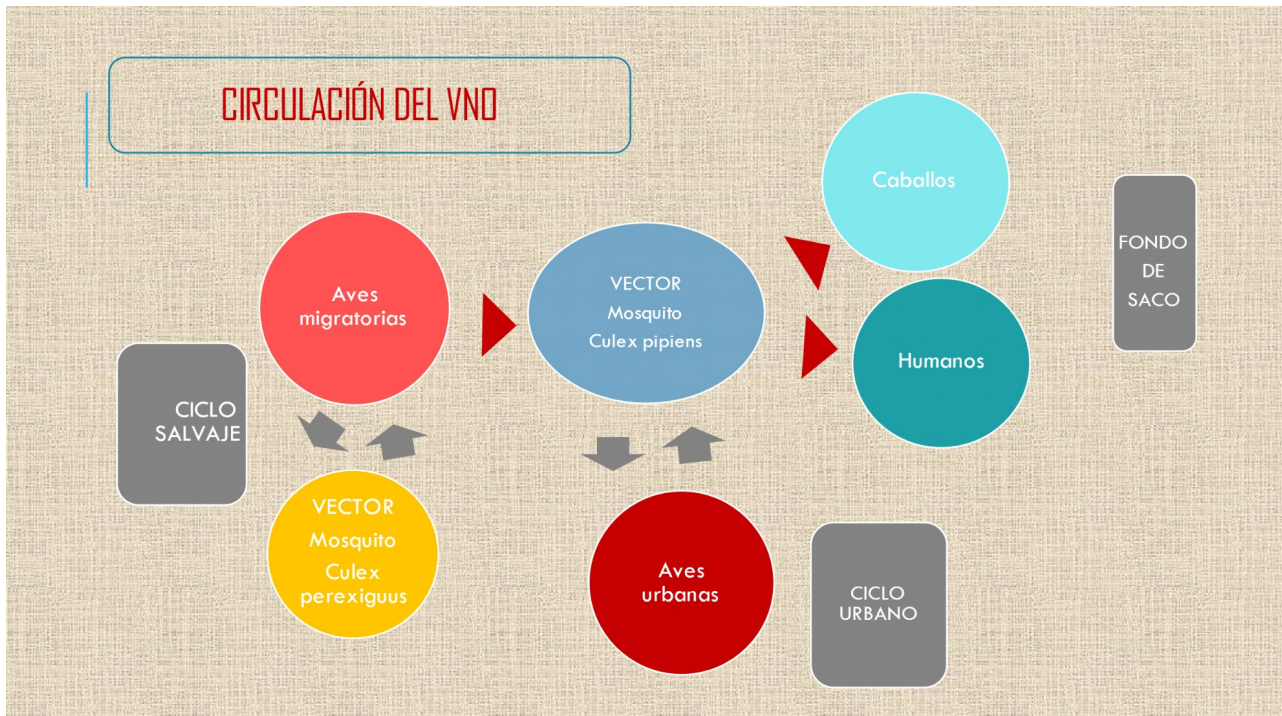 CIRCULACIÓN DEL VNO
Caballos
FONDO
DE
SACO
Aves
migratorias
VECTOR
Mosquito
Culex pipiens
Humanos
CICLO
SALVAJE
VECTOR
Mosquito
Culex
perexiguus
Aves
urbanas
CICLO
URBANO